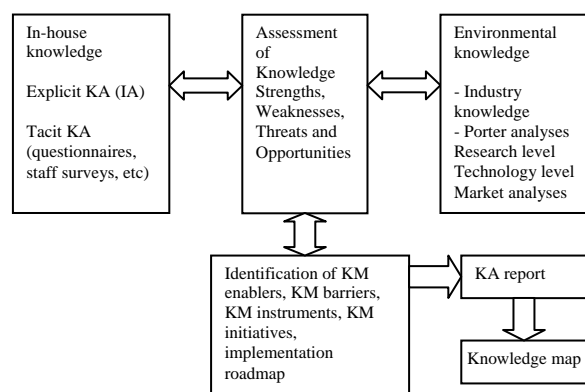 In-house
knowledge
Explicit KA (IA)
Tacit KA
(questionnaires,
staff surveys, etc)
Assessment
of
Knowledge
Strengths,
Weaknesses,
Threats and
Opportunities
Environmental
knowledge
- Industry
knowledge
- Porter analyses
Research level
Technology level
Market analyses
Identification of KM
enablers, KM barriers,
KM instruments, KM
initiatives,
implementation
roadmap
KA report
Knowledge map